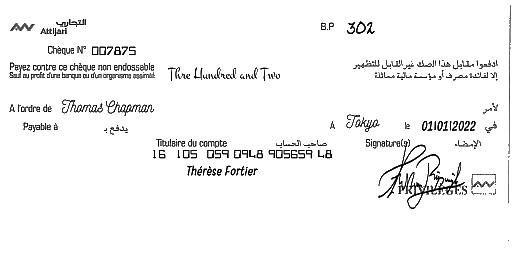 التجاري
Attijari
B.P 302
Chèque N° 007875
Payez contre ce chèque non endossable
Sauf au profit d'une banque ou d'un organisme assimilé
Thre Hundred and Two
ادفعوا مقابل هذا الصك غير القابل للتظهير
إلا لفائدة مصرف أو مؤسسة مالية مماثلة
A l'ordre de Thomas Chapman لأمر
Payable à يدفع بـ
A Tokyo le 01/01/2022 في
Titulaire du compte صاحب الحساب
Signature(s) الإمضاء
16 105 059 0948 905659 48
Thérèse Fortier
PRIVILEGES